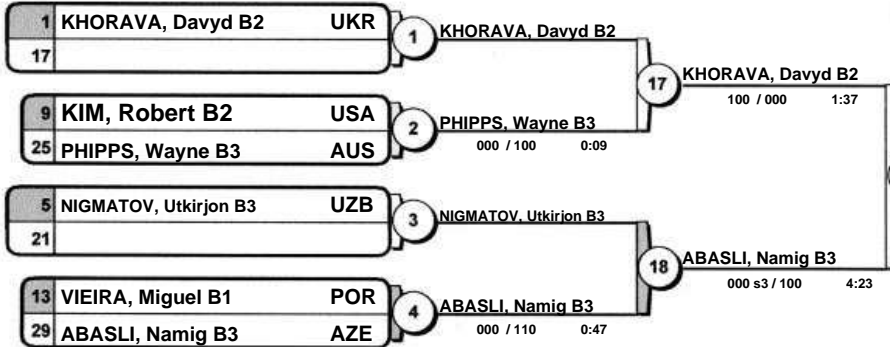 1 KHORAVA, Davyd B2 UKR
17
1
KHORAVA, Davyd B2
9 KIM, Robert B2 USA
25 PHIPPS, Wayne B3 AUS
2
PHIPPS, Wayne B3
000 / 100 0:09
17
KHORAVA, Davyd B2
100 / 000 1:37
5 NIGMATOV, Utkirjon B3 UZB
21
3
NIGMATOV, Utkirjon B3
13 VIEIRA, Miguel B1 POR
29 ABASLI, Namig B3 AZE
4
ABASLI, Namig B3
000 / 110 0:47
18
ABASLI, Namig B3
000 s3 / 100 4:23